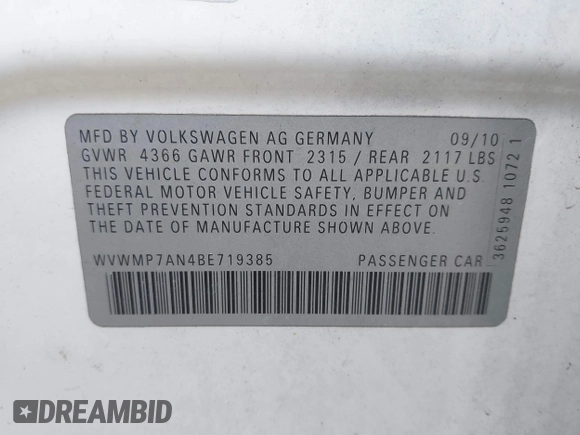 MFD BY VOLKSWAGEN AG GERMANY 09/10
GVWR 4366 GAWR FRONT 2315 / REAR 2117 LBS
THIS VEHICLE CONFORMS TO ALL APPLICABLE U.S.
FEDERAL MOTOR VEHICLE SAFETY, BUMPER AND
THEFT PREVENTION STANDARDS IN EFFECT ON
THE DATE OF MANUFACTURE SHOWN ABOVE.
WVWMP7AN4BE719385 PASSENGER CAR
3625948 1072 1
DREAMBID